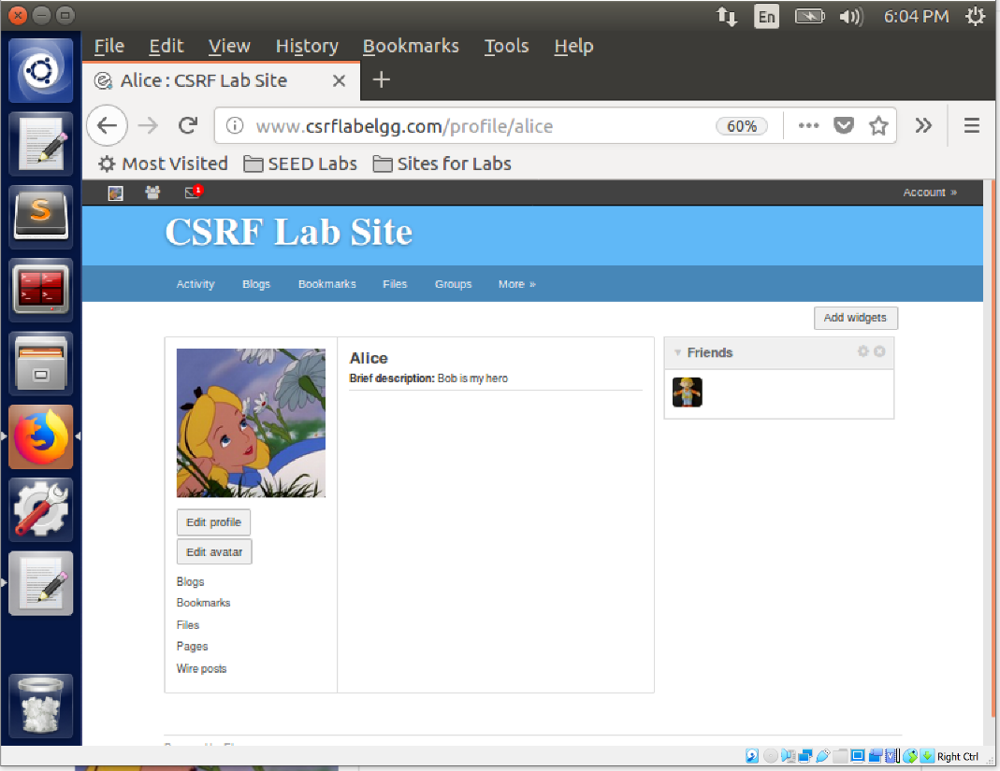 En 6:04 PM
File Edit View History Bookmarks Tools Help
Alice : CSRF Lab Site
www.csrflabelgg.com/profile/alice 60%
Most Visited SEED Labs Sites for Labs
1 Account »
CSRF Lab Site
Activity Blogs Bookmarks Files Groups More »
Add widgets
Alice
Brief description: Bob is my hero
Friends
Edit profile
Edit avatar
Blogs
Bookmarks
Files
Pages
Wire posts
Right Ctrl